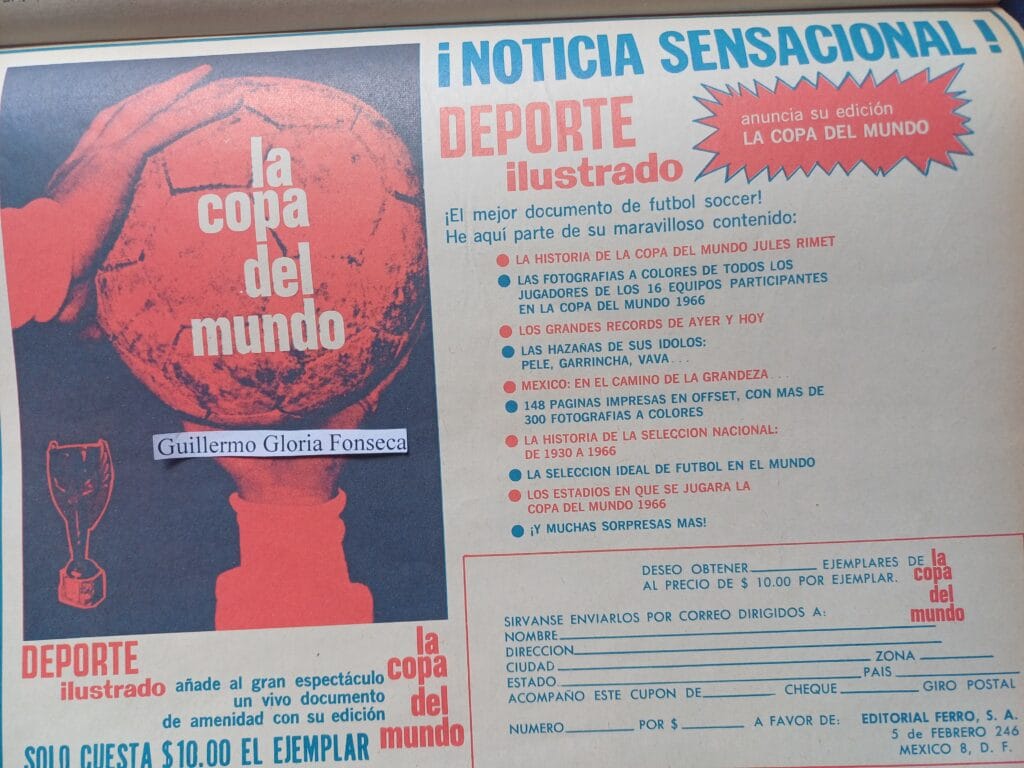 ¡NOTICIA SENSACIONAL!
DEPORTE
ilustrado
anuncia su edición
LA COPA DEL MUNDO
¡El mejor documento de futbol soccer!
He aquí parte de su maravilloso contenido:
LA HISTORIA DE LA COPA DEL MUNDO JULES RIMET
LAS FOTOGRAFIAS A COLORES DE TODOS LOS
JUGADORES DE LOS 16 EQUIPOS PARTICIPANTES
EN LA COPA DEL MUNDO 1966
LOS GRANDES RECORDS DE AYER Y HOY
LAS HAZAÑAS DE SUS IDOLOS:
PELE, GARRINCHA, VAVA...
MEXICO: EN EL CAMINO DE LA GRANDEZA...
148 PAGINAS IMPRESAS EN OFFSET, CON MAS DE
300 FOTOGRAFIAS A COLORES
LA HISTORIA DE LA SELECCION NACIONAL:
DE 1930 A 1966
LA SELECCION IDEAL DE FUTBOL EN EL MUNDO
LOS ESTADIOS EN QUE SE JUGARA LA
COPA DEL MUNDO 1966
¡Y MUCHAS SORPRESAS MAS!
la
copa
del
mundo
Guillermo Gloria Fonseca
DEPORTE
ilustrado
añade al gran espectáculo
un vivo documento
de amenidad con su edición
la
copa
del
mundo
SOLO CUESTA $10.00 EL EJEMPLAR
DESEO OBTENER ______ EJEMPLARES DE
AL PRECIO DE $ 10.00 POR EJEMPLAR.
la
copa
del
mundo
SIRVANSE ENVIARLOS POR CORREO DIRIGIDOS A:
NOMBRE
DIRECCION
CIUDAD ______ ZONA ______
ESTADO ______ PAIS ______
ACOMPAÑO ESTE CUPON DE ______ CHEQUE ______ GIRO POSTAL
NUMERO ______ POR $ ______ A FAVOR DE: EDITORIAL FERRO, S. A.
5 de FEBRERO 246
MEXICO 8, D. F.